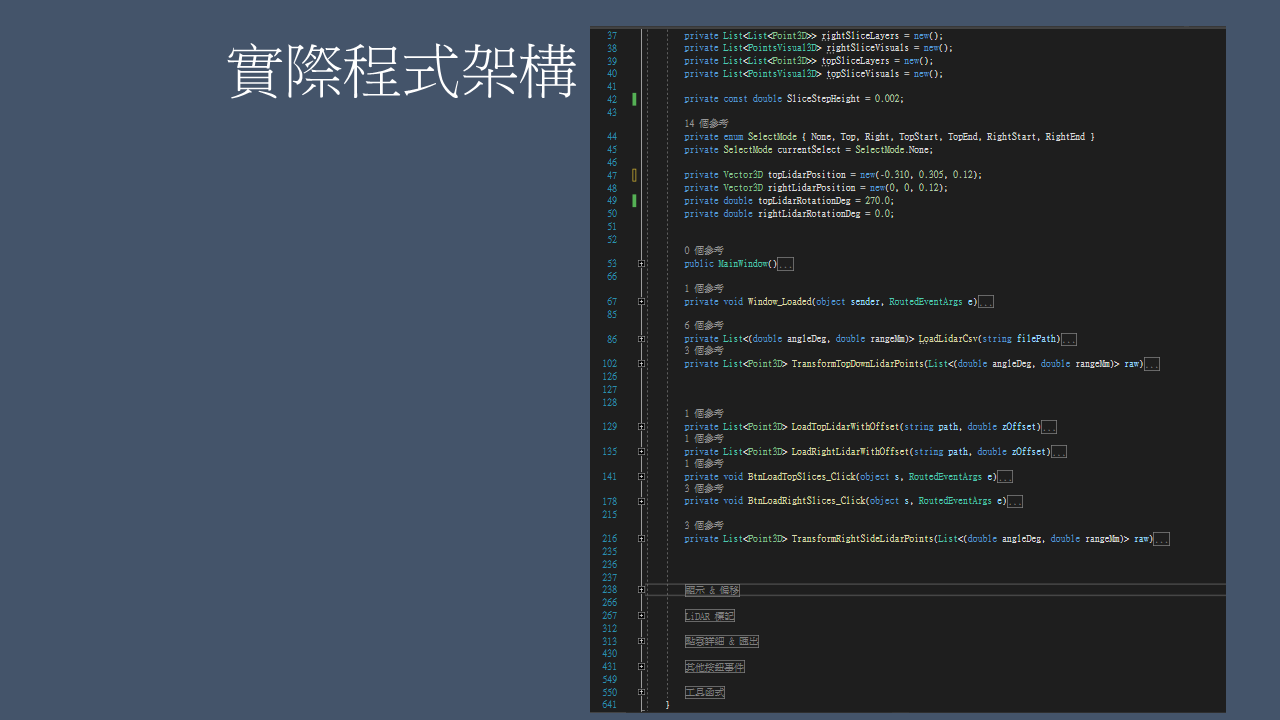 實際程式架構
37 private List<List<Point3D>> rightSliceLayers = new();
38 private List<PointsVisual3D> rightSliceVisuals = new();
39 private List<List<Point3D>> topSliceLayers = new();
40 private List<PointsVisual3D> topSliceVisuals = new();
41
42 private const double SliceStepHeight = 0.002;
43
14 個參考
44 private enum SelectMode { None, Top, Right, TopStart, TopEnd, RightStart, RightEnd }
45 private SelectMode currentSelect = SelectMode.None;
46
47 private Vector3D topLidarPosition = new(-0.310, 0.305, 0.12);
48 private Vector3D rightLidarPosition = new(0, 0, 0.12);
49 private double topLidarRotationDeg = 270.0;
50 private double rightLidarRotationDeg = 0.0;
51
52
0 個參考
53 public MainWindow()...
66
1 個參考
67 private void Window_Loaded(object sender, RoutedEventArgs e)...
85
6 個參考
86 private List<(double angleDeg, double rangeMm)> LoadLidarCsv(string filePath)...
3 個參考
102 private List<Point3D> TransformTopDownLidarPoints(List<(double angleDeg, double rangeMm)> raw)...
126
127
128
1 個參考
129 private List<Point3D> LoadTopLidarWithOffset(string path, double zOffset)...
1 個參考
135 private List<Point3D> LoadRightLidarWithOffset(string path, double zOffset)...
1 個參考
141 private void BtnLoadTopSlices_Click(object s, RoutedEventArgs e)...
3 個參考
178 private void BtnLoadRightSlices_Click(object s, RoutedEventArgs e)...
215
3 個參考
216 private List<Point3D> TransformRightSideLidarPoints(List<(double angleDeg, double rangeMm)> raw)...
235
236
237
238 顯示 & 偏移
266
267 LiDAR 標記
312
313 點雲詳細 & 匯出
430
431 其他按鈕事件
549
550 工具函式
641 }